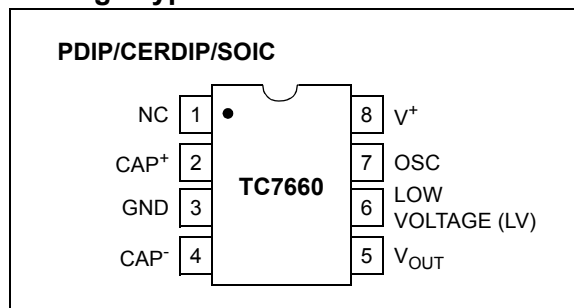 PDIP/CERDIP/SOIC
NC 1 8 V+
CAP+ 2 7 OSC
TC7660
GND 3 6 LOW
VOLTAGE (LV)
CAP- 4 5 VOUT